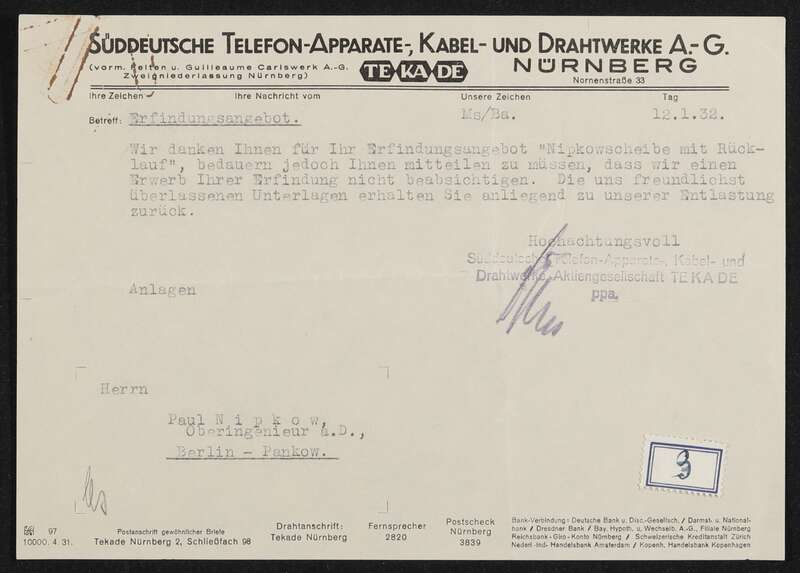 SÜDDEUTSCHE TELEFON-APPARATE-, KABEL- UND DRAHTWERKE A.-G.
(vorm. Felten u. Guilleaume Carlswerk A.-G.
Zweigniederlassung Nürnberg)
TE-KA-DE
NÜRNBERG
Nornenstraße 33
Ihre Zeichen Ihre Nachricht vom Unsere Zeichen Tag
Betreff: Erfindungsangebot. Ms/Ba. 12.1.32.
Wir danken Ihnen für Ihr Erfindungsangebot "Nipkowscheibe mit Rück-
lauf", bedauern jedoch Ihnen mitteilen zu müssen, dass wir einen
Erwerb Ihrer Erfindung nicht beabsichtigen. Die uns freundlichst
überlassenen Unterlagen erhalten Sie anliegend zu unserer Entlastung
zurück.
Hochachtungsvoll
Süddeutsche Telefon-Apparate-, Kabel- und
Drahtwerke, Aktiengesellschaft TE KA DE
ppa.
Anlagen
Herrn
Paul N i p k o w,
Oberingenieur a.D.,
Berlin - Pankow.
3
97
10000. 4. 31.
Postanschrift gewöhnlicher Briefe
Tekade Nürnberg 2, Schließfach 98
Drahtanschrift:
Tekade Nürnberg
Fernsprecher
2820
Postscheck
Nürnberg
3839
Bank-Verbindung: Deutsche Bank u. Disc.-Gesellsch. / Darmst. u. National-
bank / Dresdner Bank / Bay. Hypoth. u. Wechselb. A.-G., Filiale Nürnberg
Reichsbank-Giro-Konto Nürnberg / Schweizerische Kreditanstalt Zürich
Nederl-Ind- Handelsbank Amsterdam / Kopenh. Handelsbank Kopenhagen